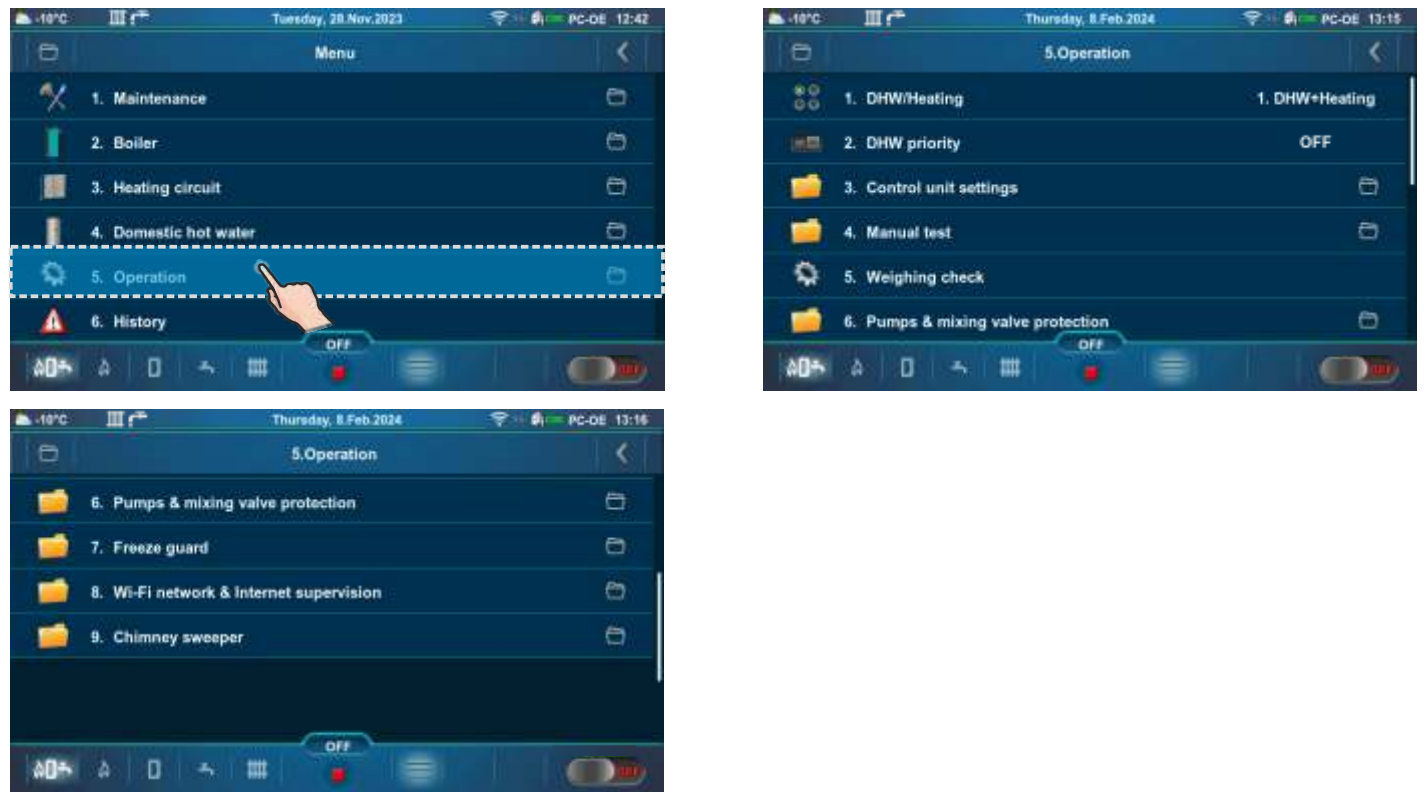 -10°C Tuesday, 28.Nov.2023 PC-OE 12:42
Menu
1. Maintenance
2. Boiler
3. Heating circuit
4. Domestic hot water
5. Operation
6. History
OFF
OFF
-10°C Thursday, 8.Feb.2024 PC-OE 13:15
5.Operation
1. DHW/Heating 1. DHW+Heating
2. DHW priority OFF
3. Control unit settings
4. Manual test
5. Weighing check
6. Pumps & mixing valve protection
OFF
OFF
-10°C Thursday, 8.Feb.2024 PC-OE 13:16
5.Operation
6. Pumps & mixing valve protection
7. Freeze guard
8. Wi-Fi network & Internet supervision
9. Chimney sweeper
OFF
OFF